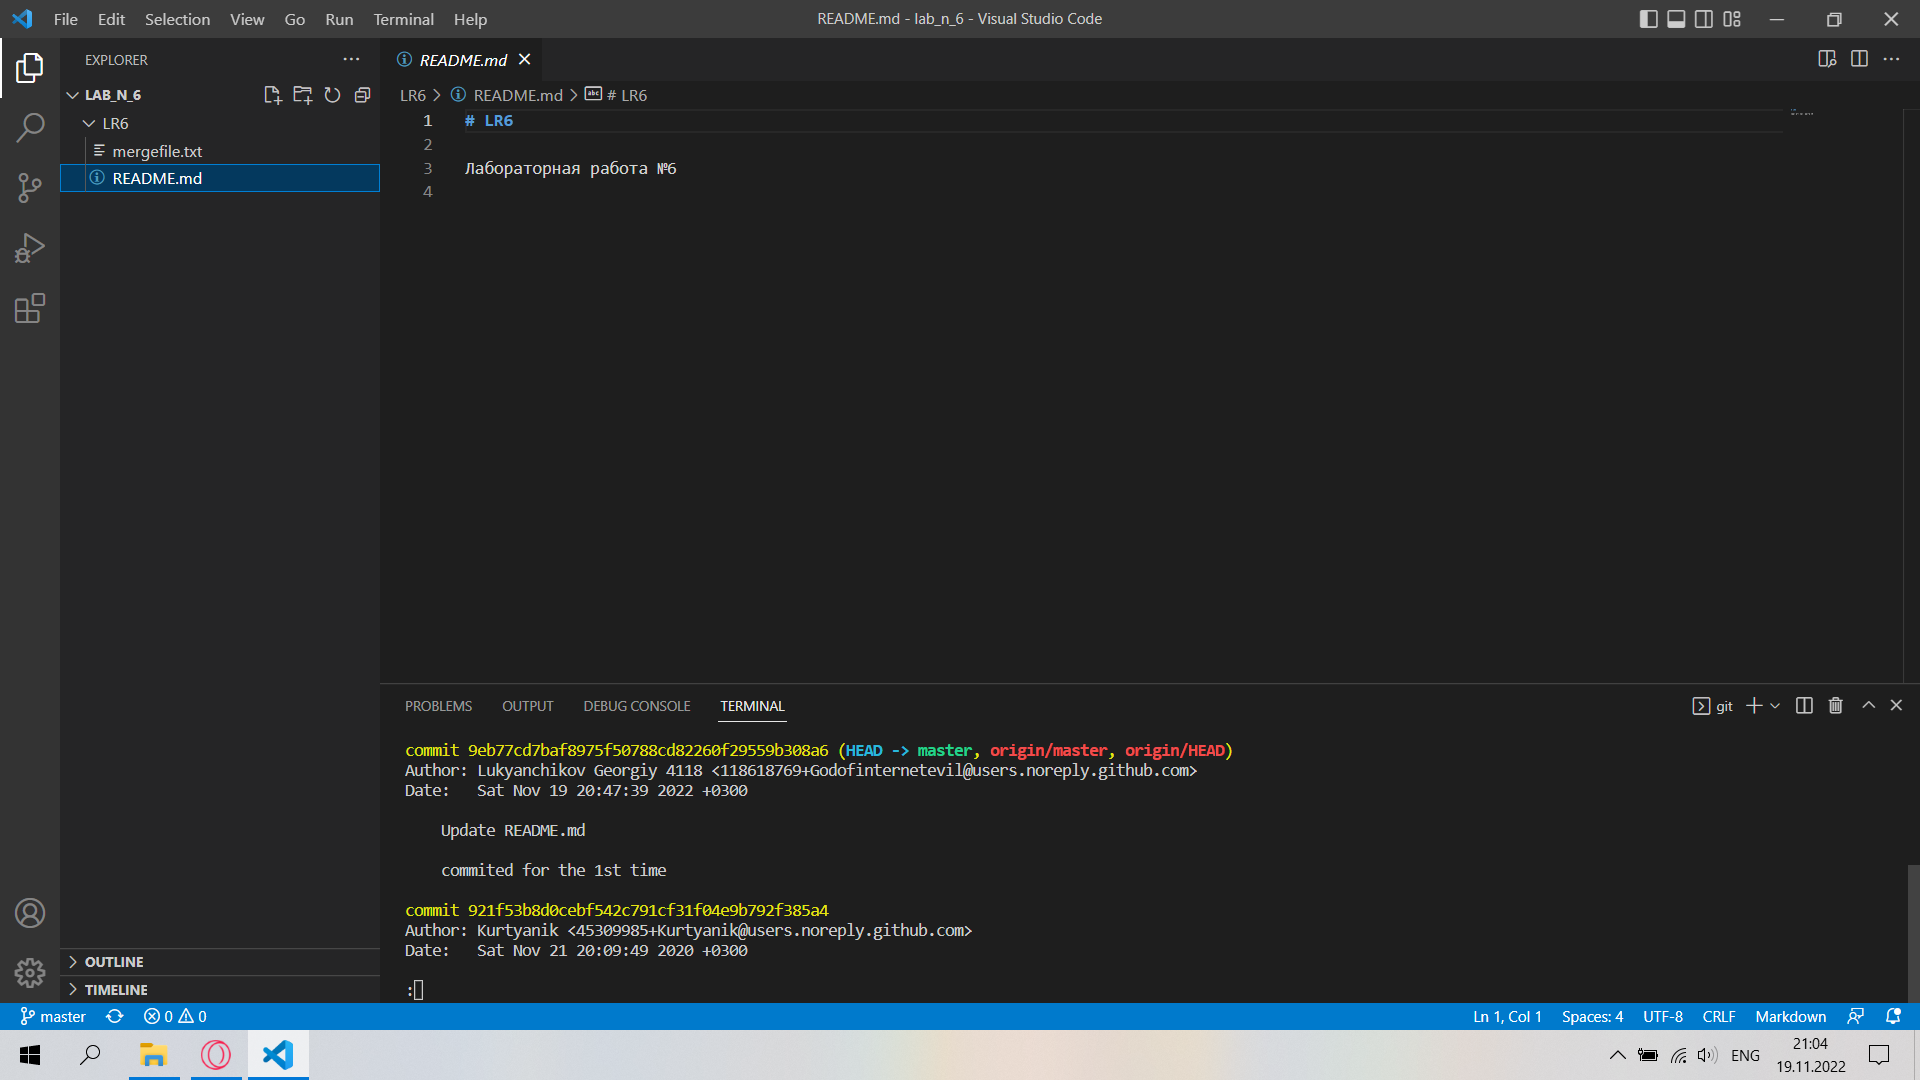 File Edit Selection View Go Run Terminal Help
README.md - lab_n_6 - Visual Studio Code
EXPLORER
LAB_N_6
LR6
mergefile.txt
README.md
OUTLINE
TIMELINE
README.md
LR6 > README.md > # LR6
1 # LR6
2
3 Лабораторная работа №6
4
PROBLEMS OUTPUT DEBUG CONSOLE TERMINAL
git
commit 9eb77cd7baf8975f50788cd82260f29559b308a6 (HEAD -> master, origin/master, origin/HEAD)
Author: Lukyanchikov Georgiy 4118 <118618769+Godofinternetevil@users.noreply.github.com>
Date:   Sat Nov 19 20:47:39 2022 +0300
Update README.md
commited for the 1st time
commit 921f53b8d0cebf542c791cf31f04e9b792f385a4
Author: Kurtyanik <45309985+Kurtyanik@users.noreply.github.com>
Date:   Sat Nov 21 20:09:49 2020 +0300
:
master 0 0
Ln 1, Col 1 Spaces: 4 UTF-8 CRLF Markdown
ENG
21:04
19.11.2022